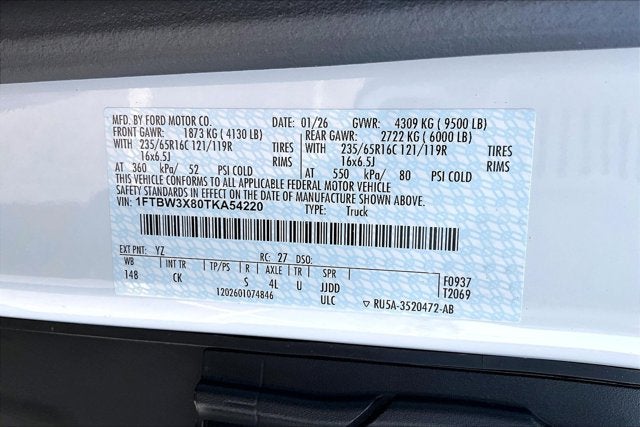 MFD. BY FORD MOTOR CO. DATE: 01/26 GVWR: 4309 KG ( 9500 LB)
FRONT GAWR: 1873 KG ( 4130 LB) REAR GAWR: 2722 KG ( 6000 LB)
WITH 235/65R16C 121/119R TIRES WITH 235/65R16C 121/119R TIRES
16x6.5J RIMS 16x6.5J RIMS
AT 360 kPa/ 52 PSI COLD AT 550 kPa/ 80 PSI COLD
THIS VEHICLE CONFORMS TO ALL APPLICABLE FEDERAL MOTOR VEHICLE
SAFETY STANDARDS IN EFFECT ON THE DATE OF MANUFACTURE SHOWN ABOVE.
VIN: 1FTBW3X80TKA54220 TYPE: Truck
EXT PNT: YZ RC: 27 DSO:
WB INT TR TP/PS R AXLE TR SPR F0937
148 CK S 4L U JJDD T2069
1202601074846 ULC ▽ RU5A-3520472-AB